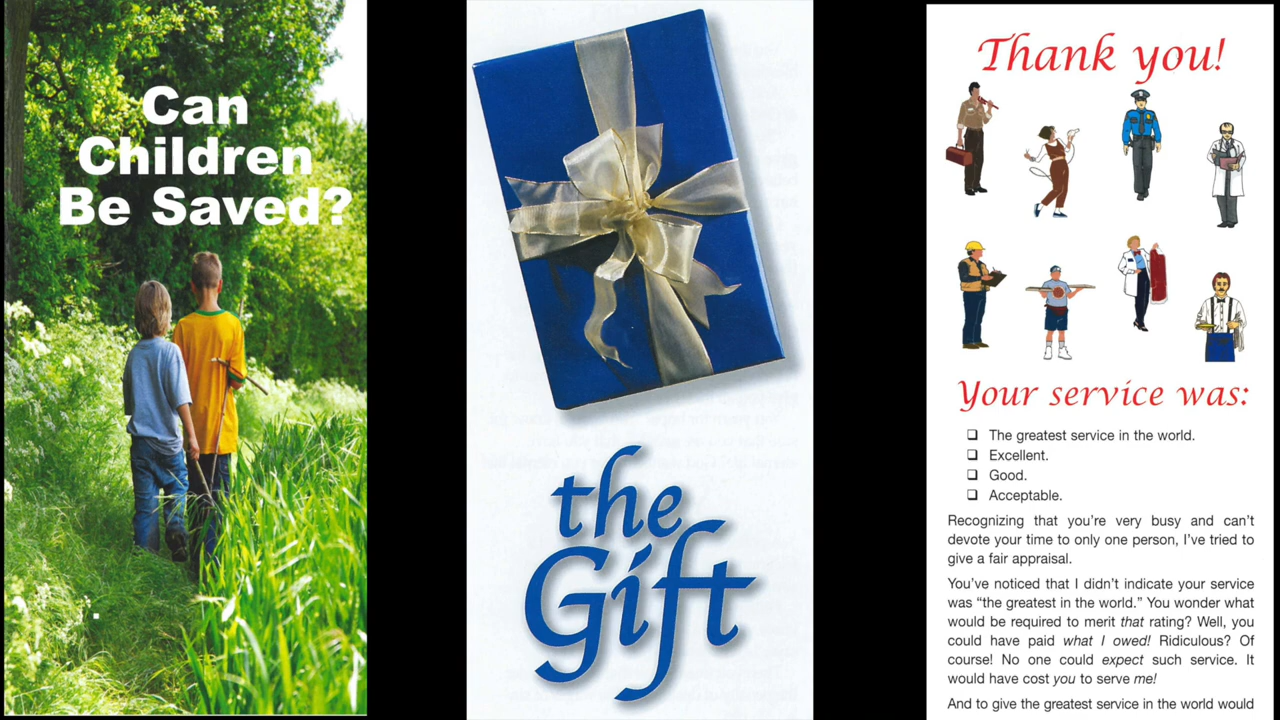 Can
Children
Be Saved?
the
Gift
Thank you!
Your service was:
❑ The greatest service in the world.
❑ Excellent.
❑ Good.
❑ Acceptable.
Recognizing that you're very busy and can't
devote your time to only one person, I've tried to
give a fair appraisal.
You've noticed that I didn't indicate your service
was “the greatest in the world.” You wonder what
would be required to merit that rating? Well, you
could have paid what I owed! Ridiculous? Of
course! No one could expect such service. It
would have cost you to serve me!
And to give the greatest service in the world would